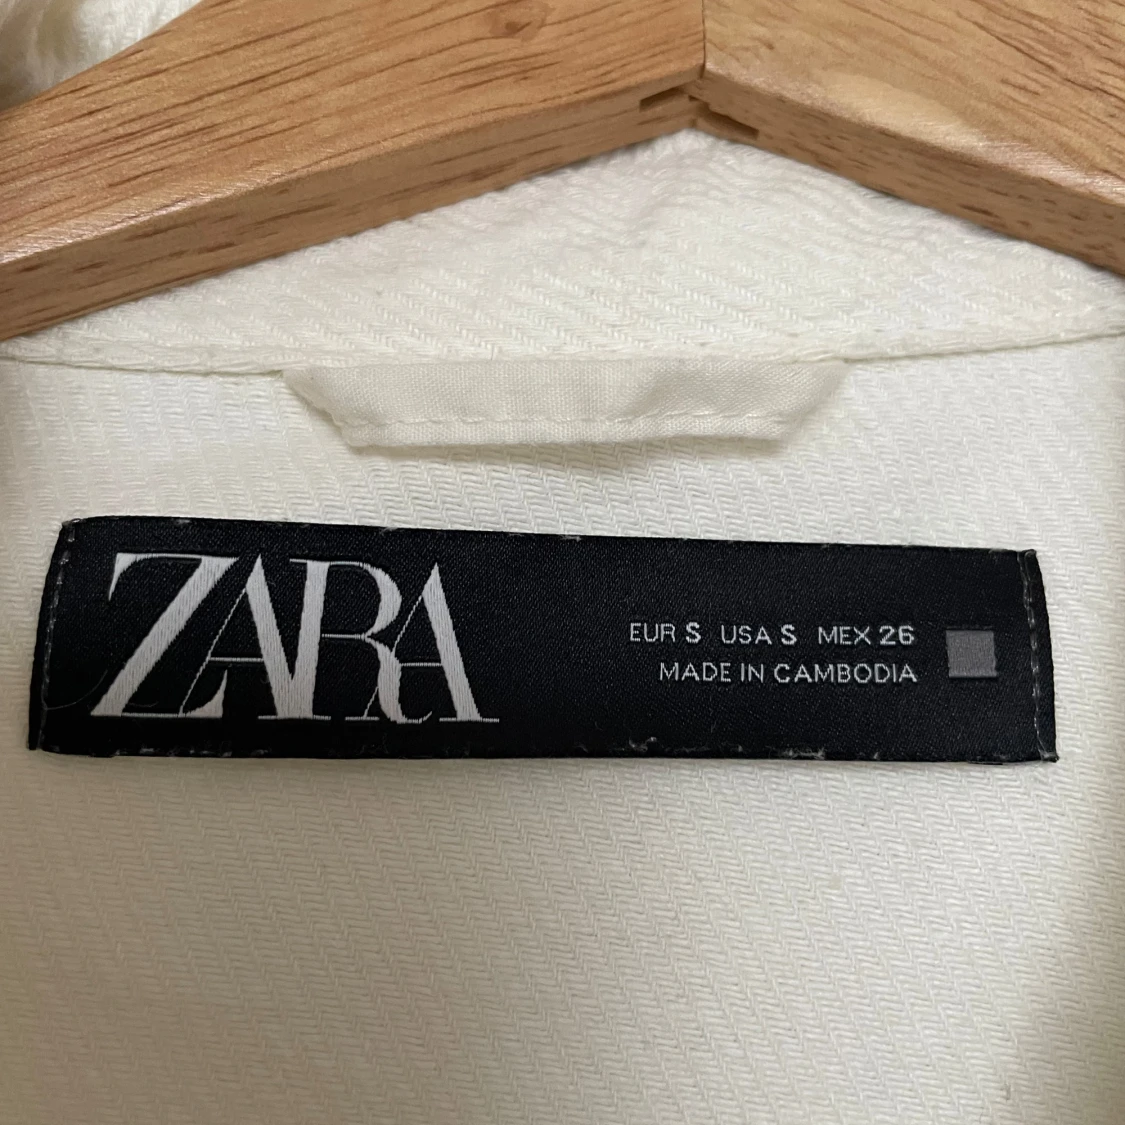 ZARA
EUR S USA S MEX 26
MADE IN CAMBODIA